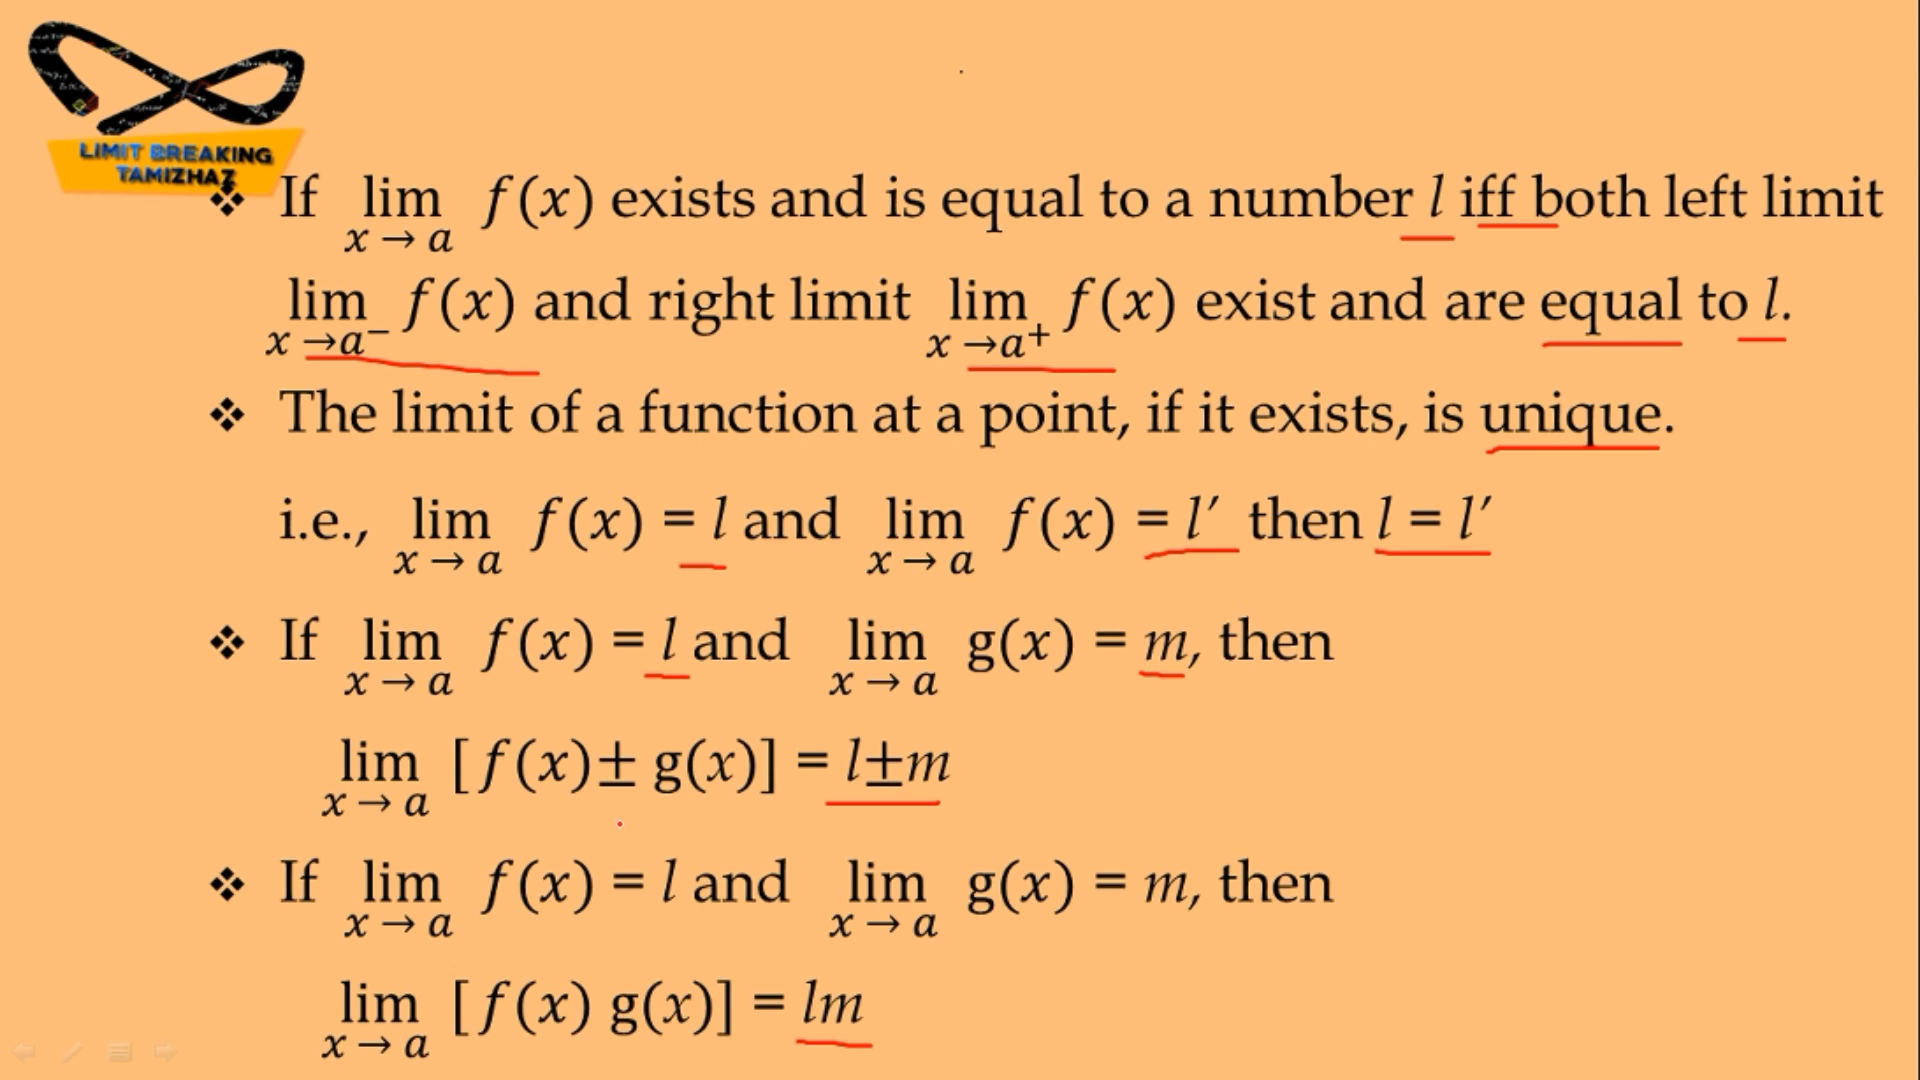 LIMIT BREAKING
TAMIZHAZ
❖ If lim x → a f(x) exists and is equal to a number l iff both left limit
lim x →a⁻ f(x) and right limit lim x →a⁺ f(x) exist and are equal to l.
❖ The limit of a function at a point, if it exists, is unique.
i.e., lim x → a f(x) = l and lim x → a f(x) = l′ then l = l′
❖ If lim x → a f(x) = l and lim x → a g(x) = m, then
lim x → a [f(x)± g(x)] = l±m
❖ If lim x → a f(x) = l and lim x → a g(x) = m, then
lim x → a [f(x) g(x)] = lm